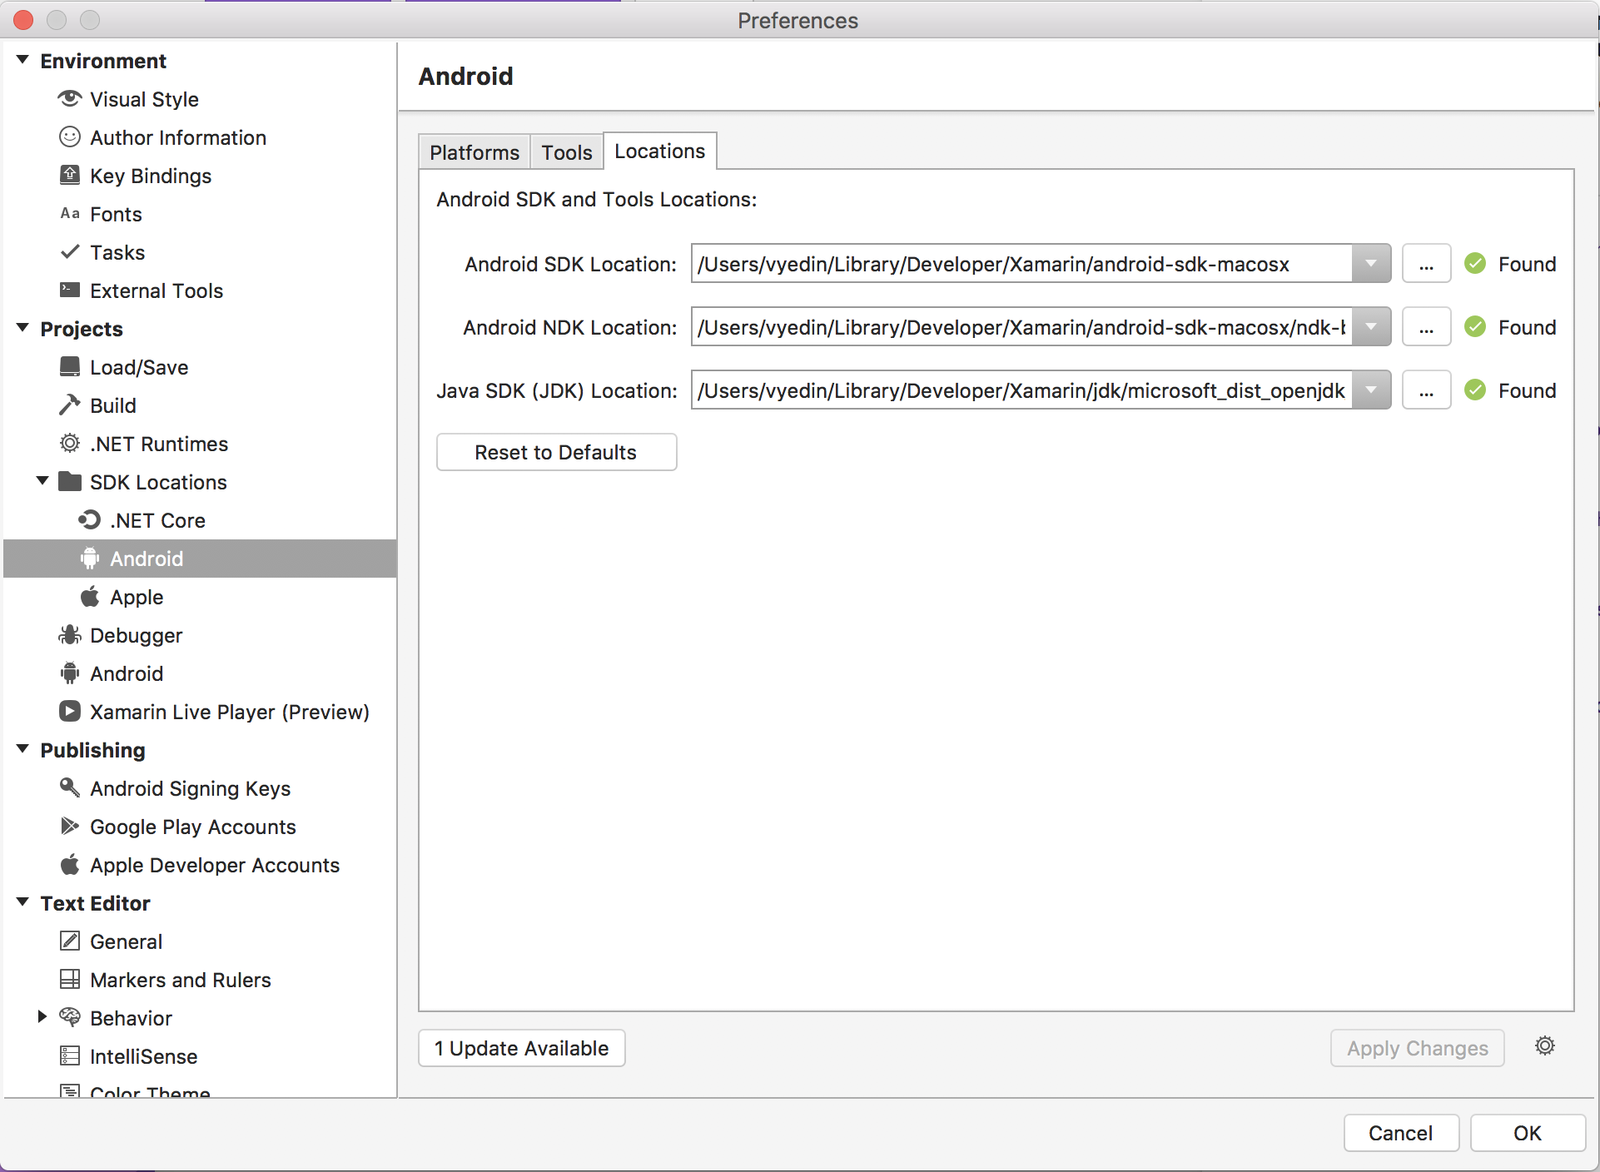 Preferences
Environment
Visual Style
Author Information
Key Bindings
Aa Fonts
Tasks
External Tools
Projects
Load/Save
Build
.NET Runtimes
SDK Locations
.NET Core
Android
Apple
Debugger
Android
Xamarin Live Player (Preview)
Publishing
Android Signing Keys
Google Play Accounts
Apple Developer Accounts
Text Editor
General
Markers and Rulers
Behavior
IntelliSense
Color Theme
Android
Platforms Tools Locations
Android SDK and Tools Locations:
Android SDK Location: /Users/vyedin/Library/Developer/Xamarin/android-sdk-macosx ... Found
Android NDK Location: /Users/vyedin/Library/Developer/Xamarin/android-sdk-macosx/ndk- ... Found
Java SDK (JDK) Location: /Users/vyedin/Library/Developer/Xamarin/jdk/microsoft_dist_openjdk ... Found
Reset to Defaults
1 Update Available Apply Changes
Cancel OK